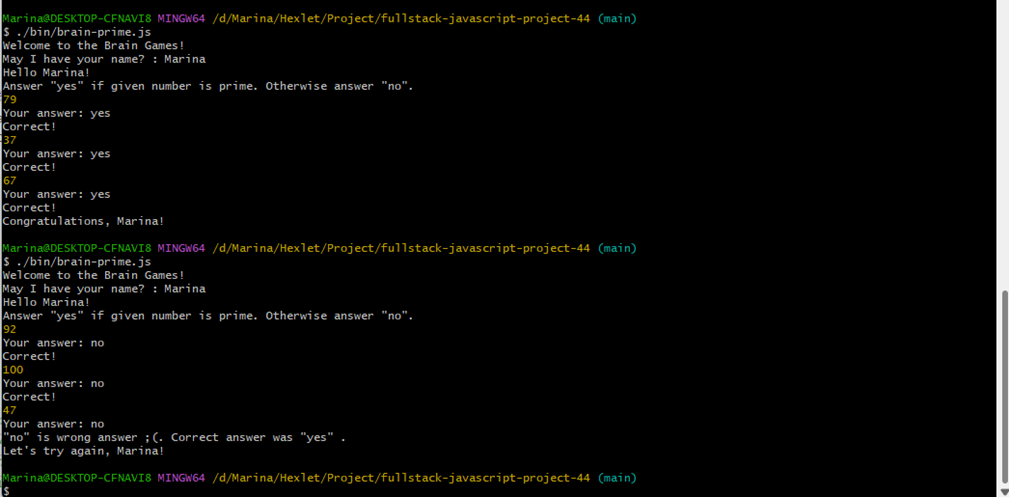 Marina@DESKTOP-CFNAVI8 MINGW64 /d/Marina/Hexlet/Project/fullstack-javascript-project-44 (main)
$ ./bin/brain-prime.js
Welcome to the Brain Games!
May I have your name? : Marina
Hello Marina!
Answer "yes" if given number is prime. Otherwise answer "no".
79
Your answer: yes
Correct!
37
Your answer: yes
Correct!
67
Your answer: yes
Correct!
Congratulations, Marina!
Marina@DESKTOP-CFNAVI8 MINGW64 /d/Marina/Hexlet/Project/fullstack-javascript-project-44 (main)
$ ./bin/brain-prime.js
Welcome to the Brain Games!
May I have your name? : Marina
Hello Marina!
Answer "yes" if given number is prime. Otherwise answer "no".
92
Your answer: no
Correct!
100
Your answer: no
Correct!
47
Your answer: no
"no" is wrong answer ;(. Correct answer was "yes" .
Let's try again, Marina!
Marina@DESKTOP-CFNAVI8 MINGW64 /d/Marina/Hexlet/Project/fullstack-javascript-project-44 (main)
$